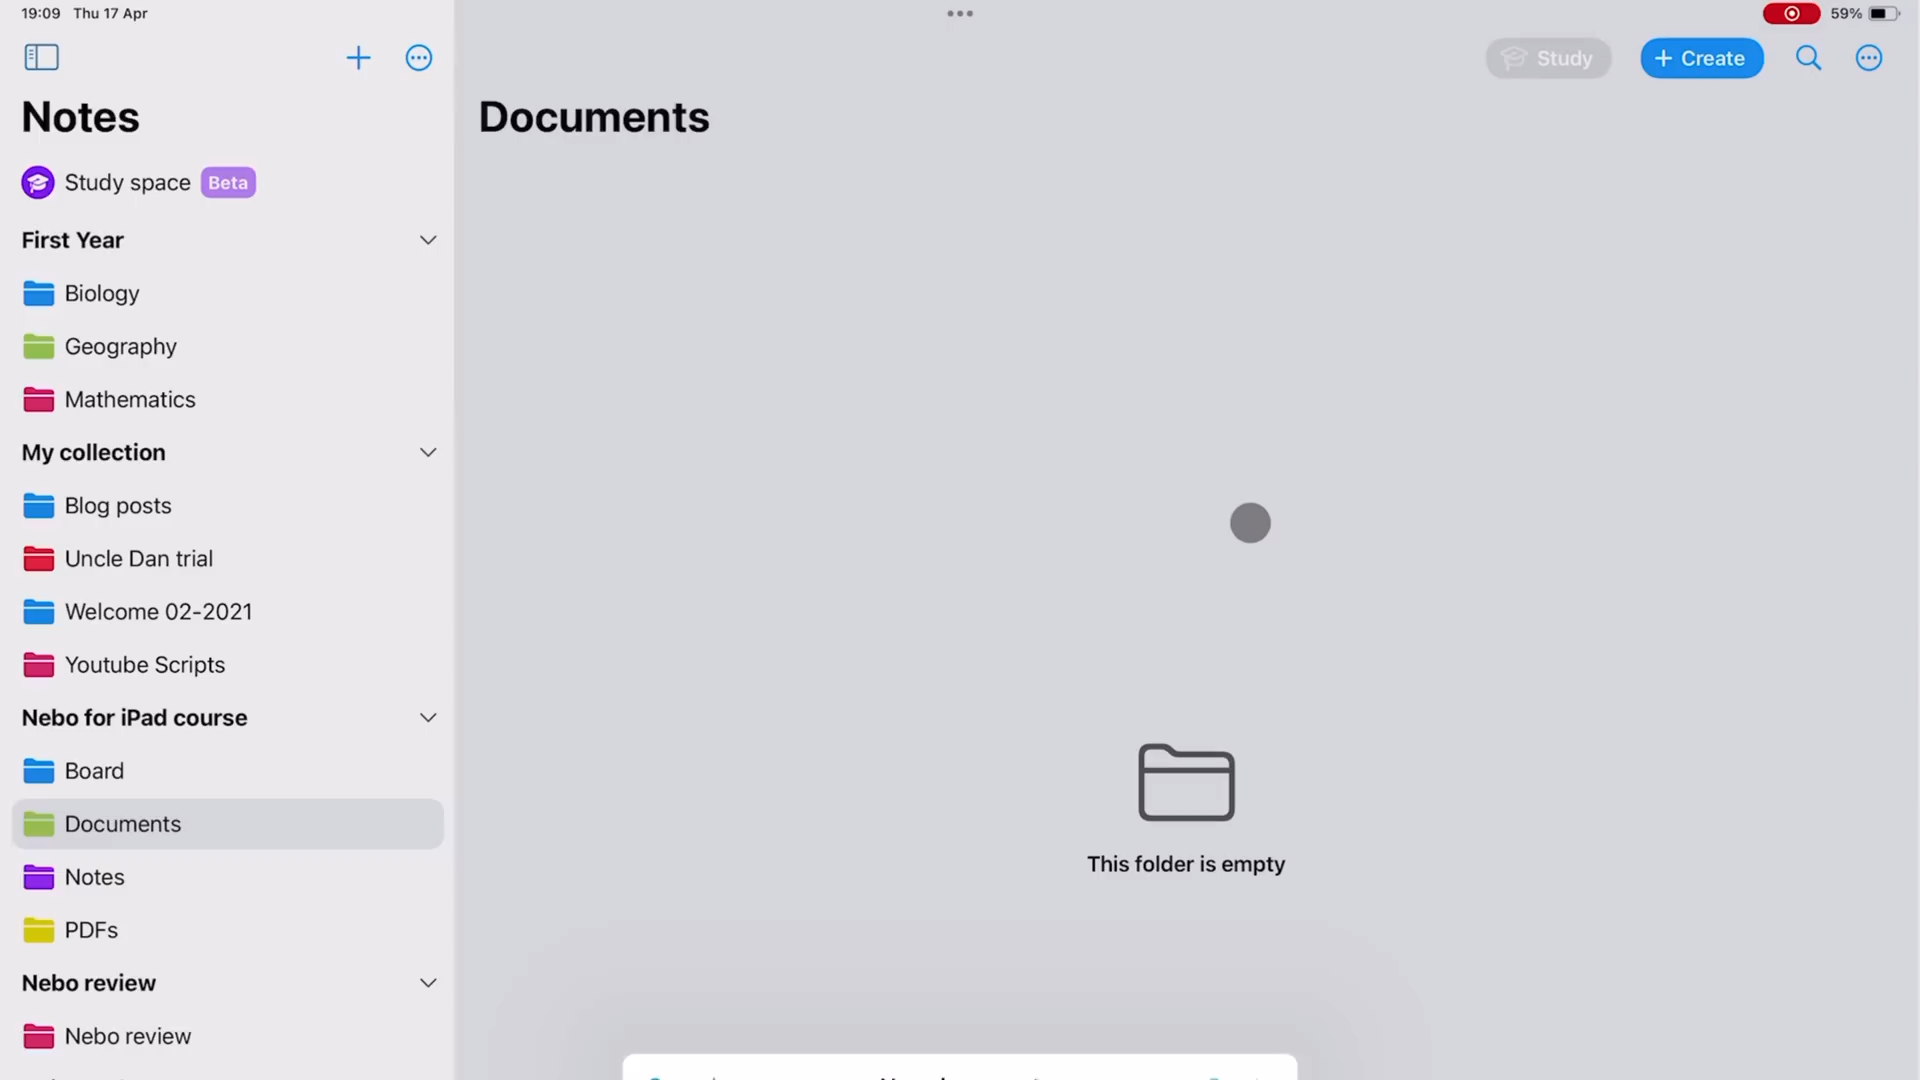 19:09 Thu 17 Apr
59%
Notes
Study space Beta
First Year
Biology
Geography
Mathematics
My collection
Blog posts
Uncle Dan trial
Welcome 02-2021
Youtube Scripts
Nebo for iPad course
Board
Documents
Notes
PDFs
Nebo review
Nebo review
Study
+ Create
Documents
This folder is empty